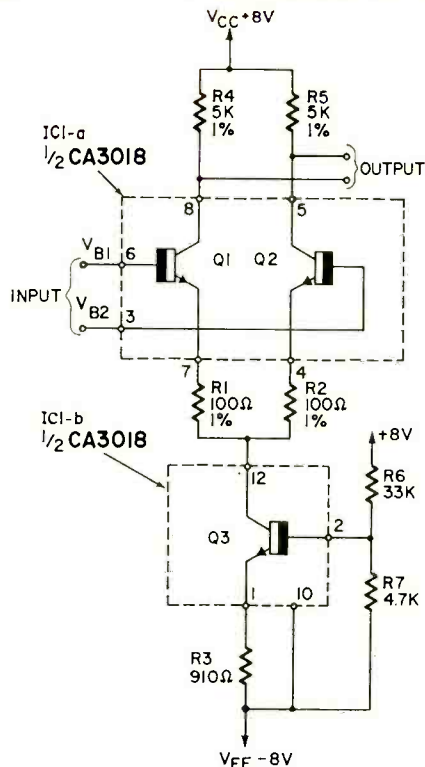 VCC +8V
R4
5K
1%
R5
5K
1%
IC1-a
1/2 CA3018
OUTPUT
8
5
VB1
6
Q1
Q2
INPUT
VB2
3
7
4
R1
100Ω
1%
R2
100Ω
1%
IC1-b
1/2 CA3018
+8V
12
R6
33K
Q3
2
1
10
R7
4.7K
R3
910Ω
VEE -8V